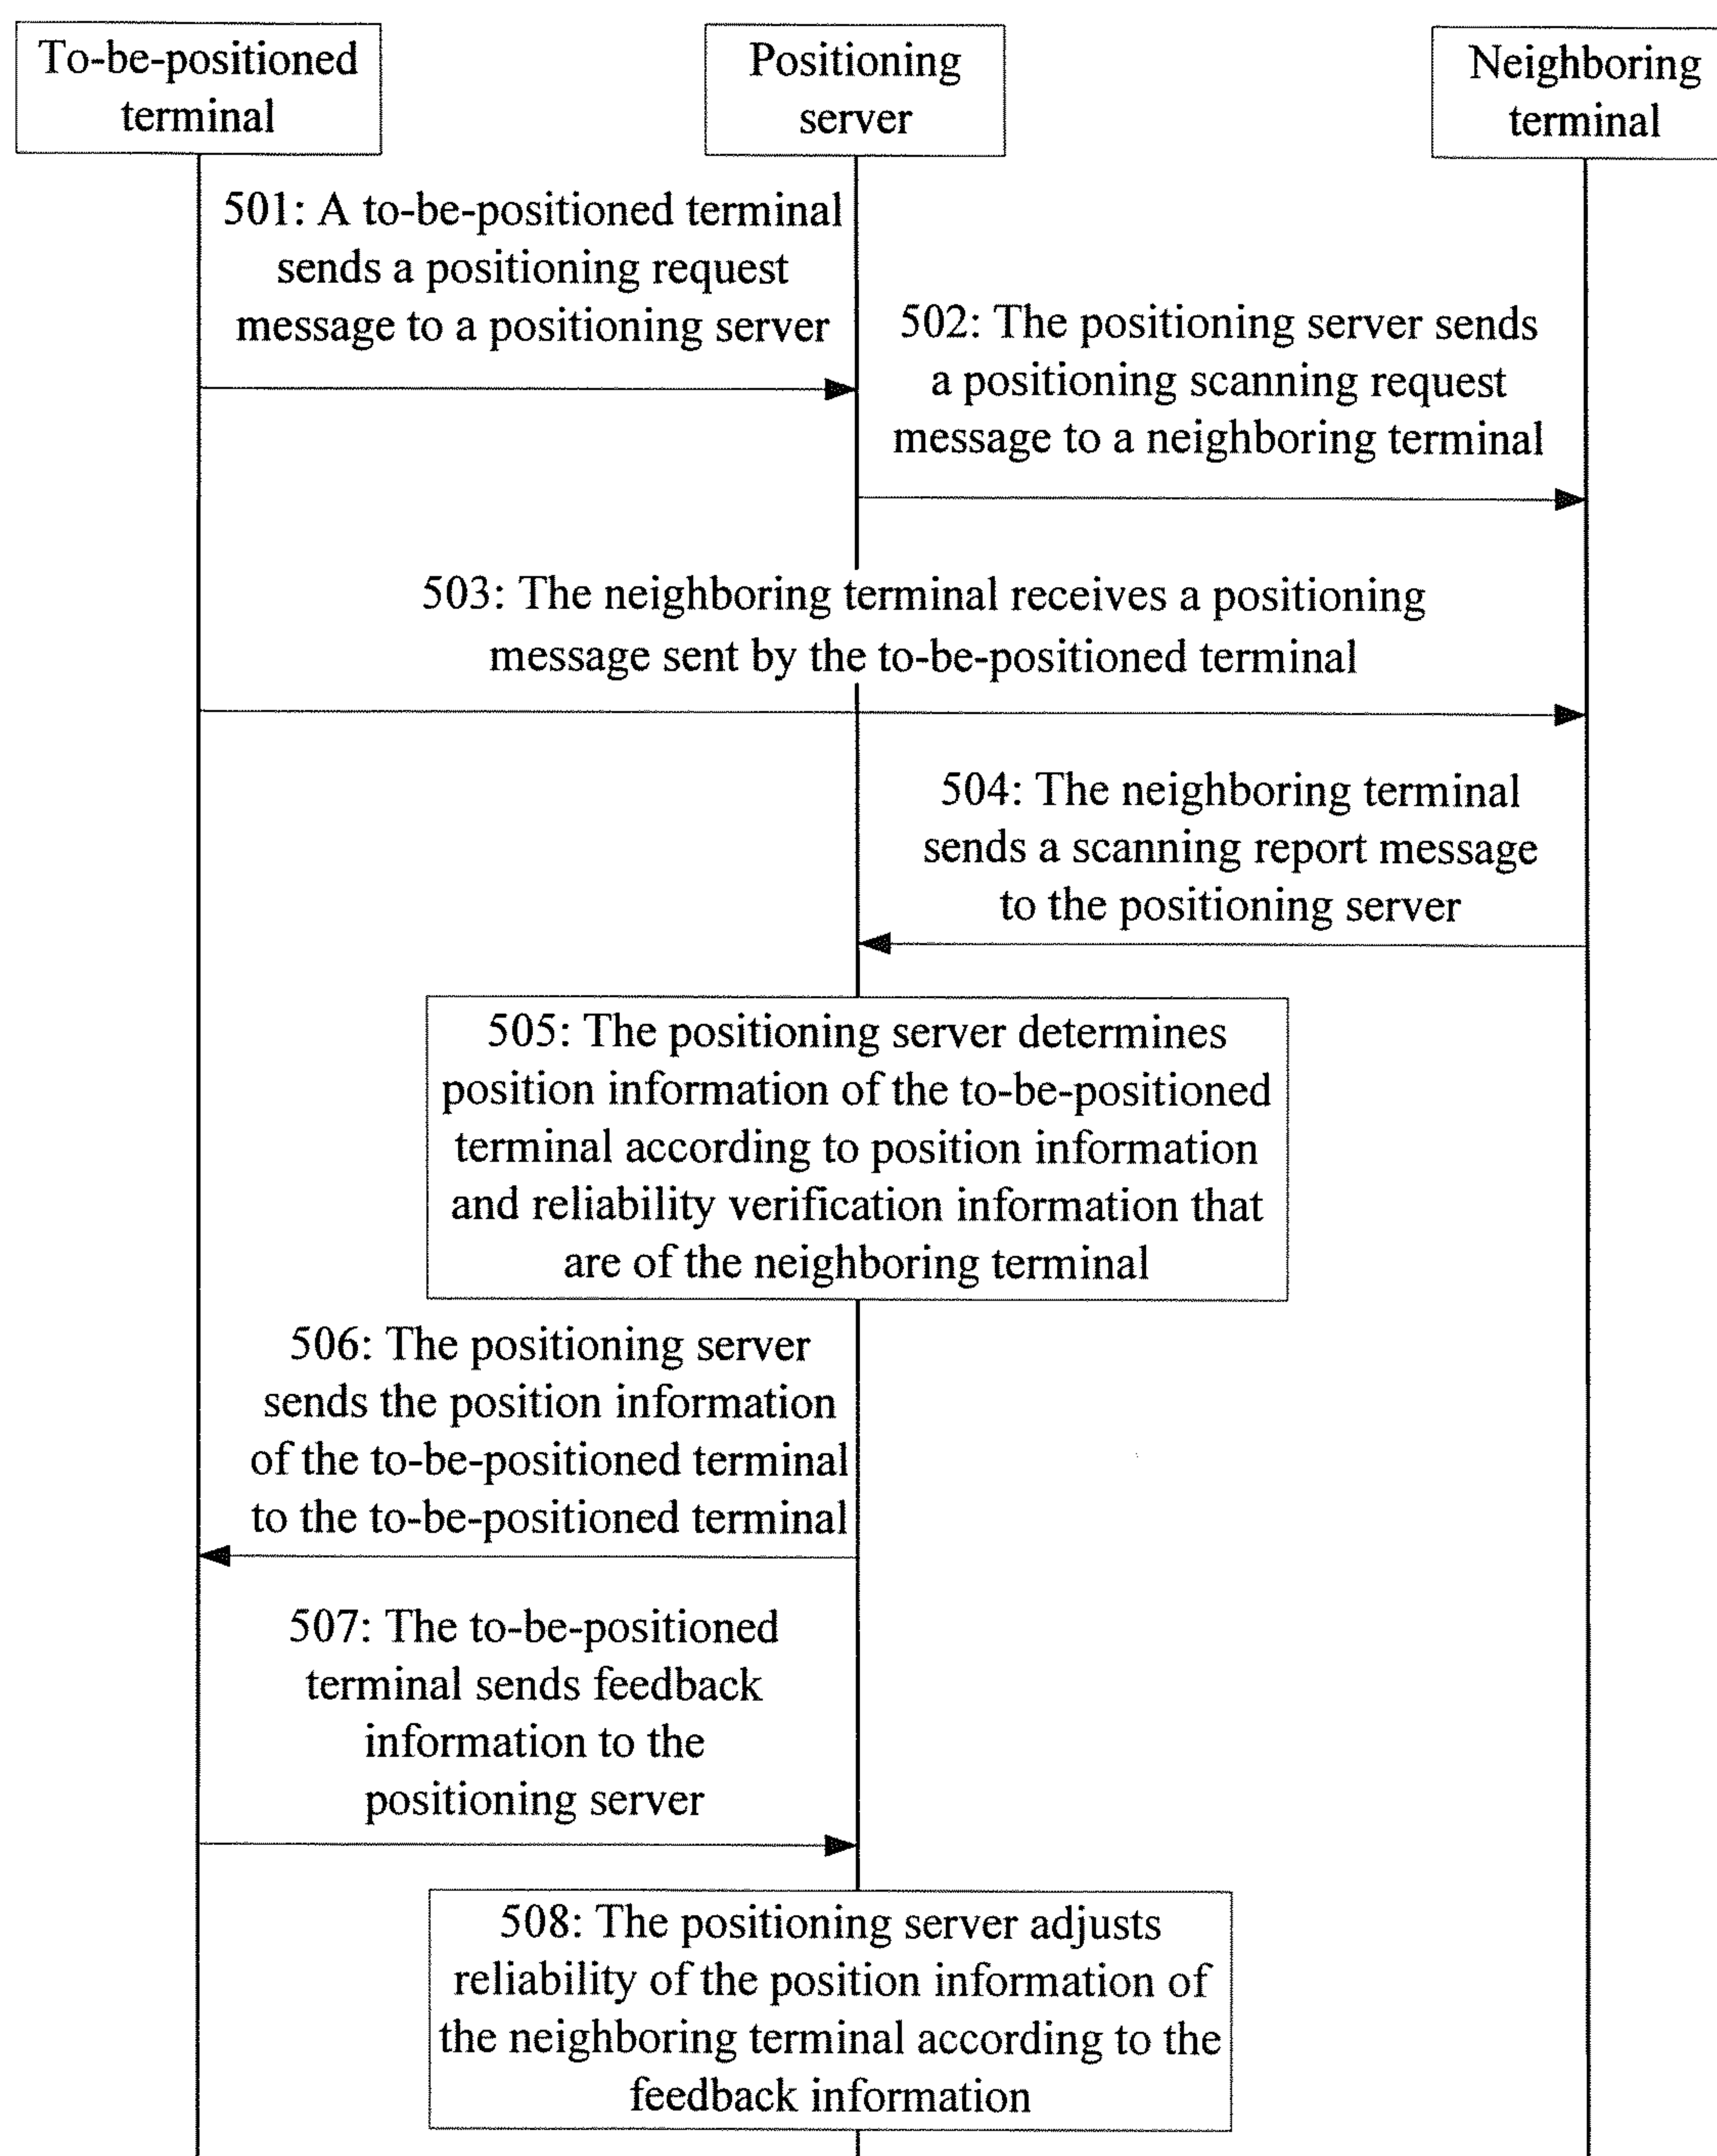 To-be-positioned
terminal
Positioning
server
Neighboring
terminal
501: A to-be-positioned terminal
sends a positioning request
message to a positioning server
502: The positioning server sends
a positioning scanning request
message to a neighboring terminal
503: The neighboring terminal receives a positioning
message sent by the to-be-positioned terminal
504: The neighboring terminal
sends a scanning report message
to the positioning server
505: The positioning server determines
position information of the to-be-positioned
terminal according to position information
and reliability verification information that
are of the neighboring terminal
506: The positioning server
sends the position information
of the to-be-positioned terminal
to the to-be-positioned terminal
507: The to-be-positioned
terminal sends feedback
information to the
positioning server
508: The positioning server adjusts
reliability of the position information of
the neighboring terminal according to the
feedback information